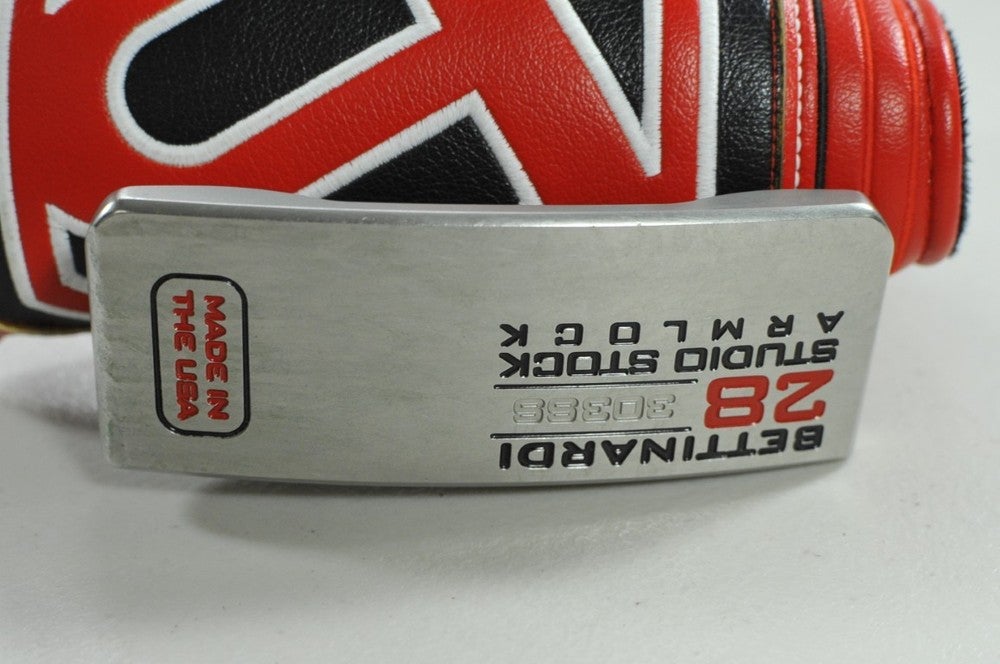 BETTINARDI
28
303SS
STUDIO STOCK
ARMLOCK
MADE IN
THE USA